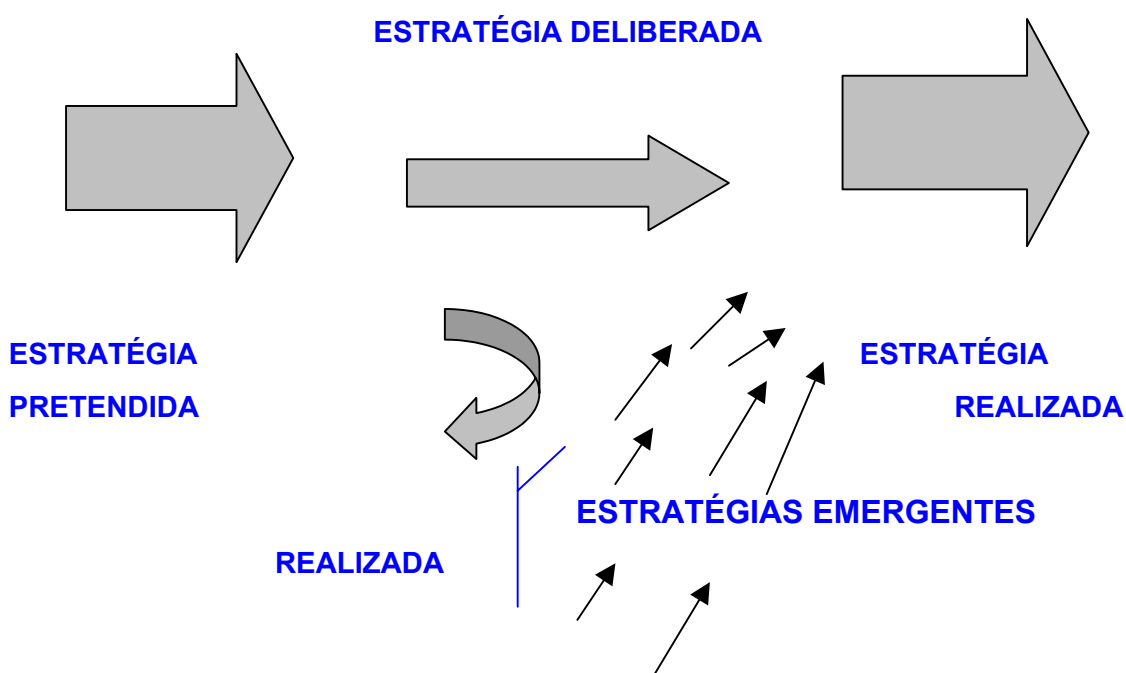 ESTRATÉGIA DELIBERADA
ESTRATÉGIA
PRETENDIDA
ESTRATÉGIA
REALIZADA
ESTRATÉGIAS EMERGENTES
REALIZADA